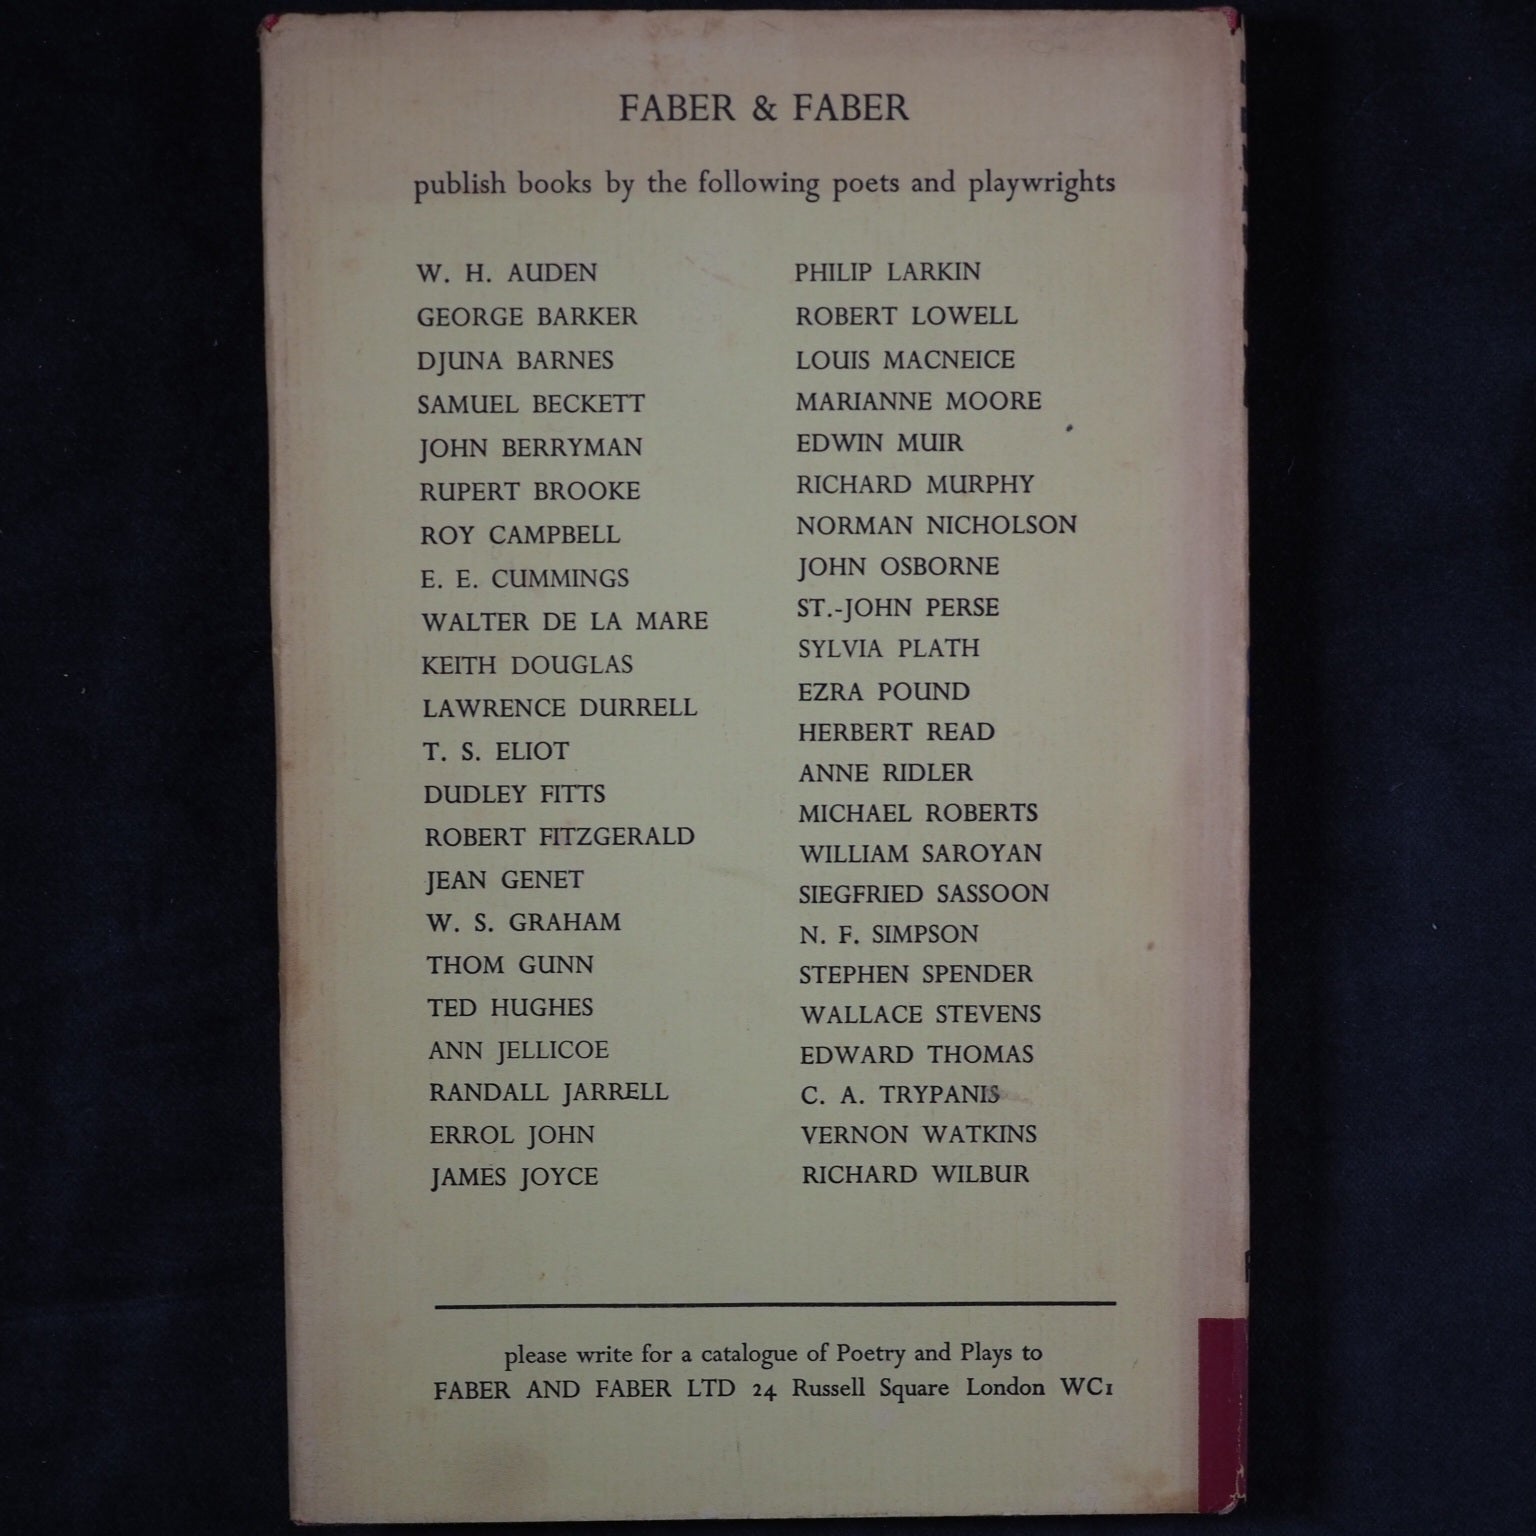 FABER & FABER
publish books by the following poets and playwrights
W. H. AUDEN
GEORGE BARKER
DJUNA BARNES
SAMUEL BECKETT
JOHN BERRYMAN
RUPERT BROOKE
ROY CAMPBELL
E. E. CUMMINGS
WALTER DE LA MARE
KEITH DOUGLAS
LAWRENCE DURRELL
T. S. ELIOT
DUDLEY FITTS
ROBERT FITZGERALD
JEAN GENET
W. S. GRAHAM
THOM GUNN
TED HUGHES
ANN JELLICOE
RANDALL JARRELL
ERROL JOHN
JAMES JOYCE
PHILIP LARKIN
ROBERT LOWELL
LOUIS MACNEICE
MARIANNE MOORE
EDWIN MUIR
RICHARD MURPHY
NORMAN NICHOLSON
JOHN OSBORNE
ST.-JOHN PERSE
SYLVIA PLATH
EZRA POUND
HERBERT READ
ANNE RIDLER
MICHAEL ROBERTS
WILLIAM SAROYAN
SIEGFRIED SASSOON
N. F. SIMPSON
STEPHEN SPENDER
WALLACE STEVENS
EDWARD THOMAS
C. A. TRYPANIS
VERNON WATKINS
RICHARD WILBUR
please write for a catalogue of Poetry and Plays to
FABER AND FABER LTD 24 Russell Square London WC1